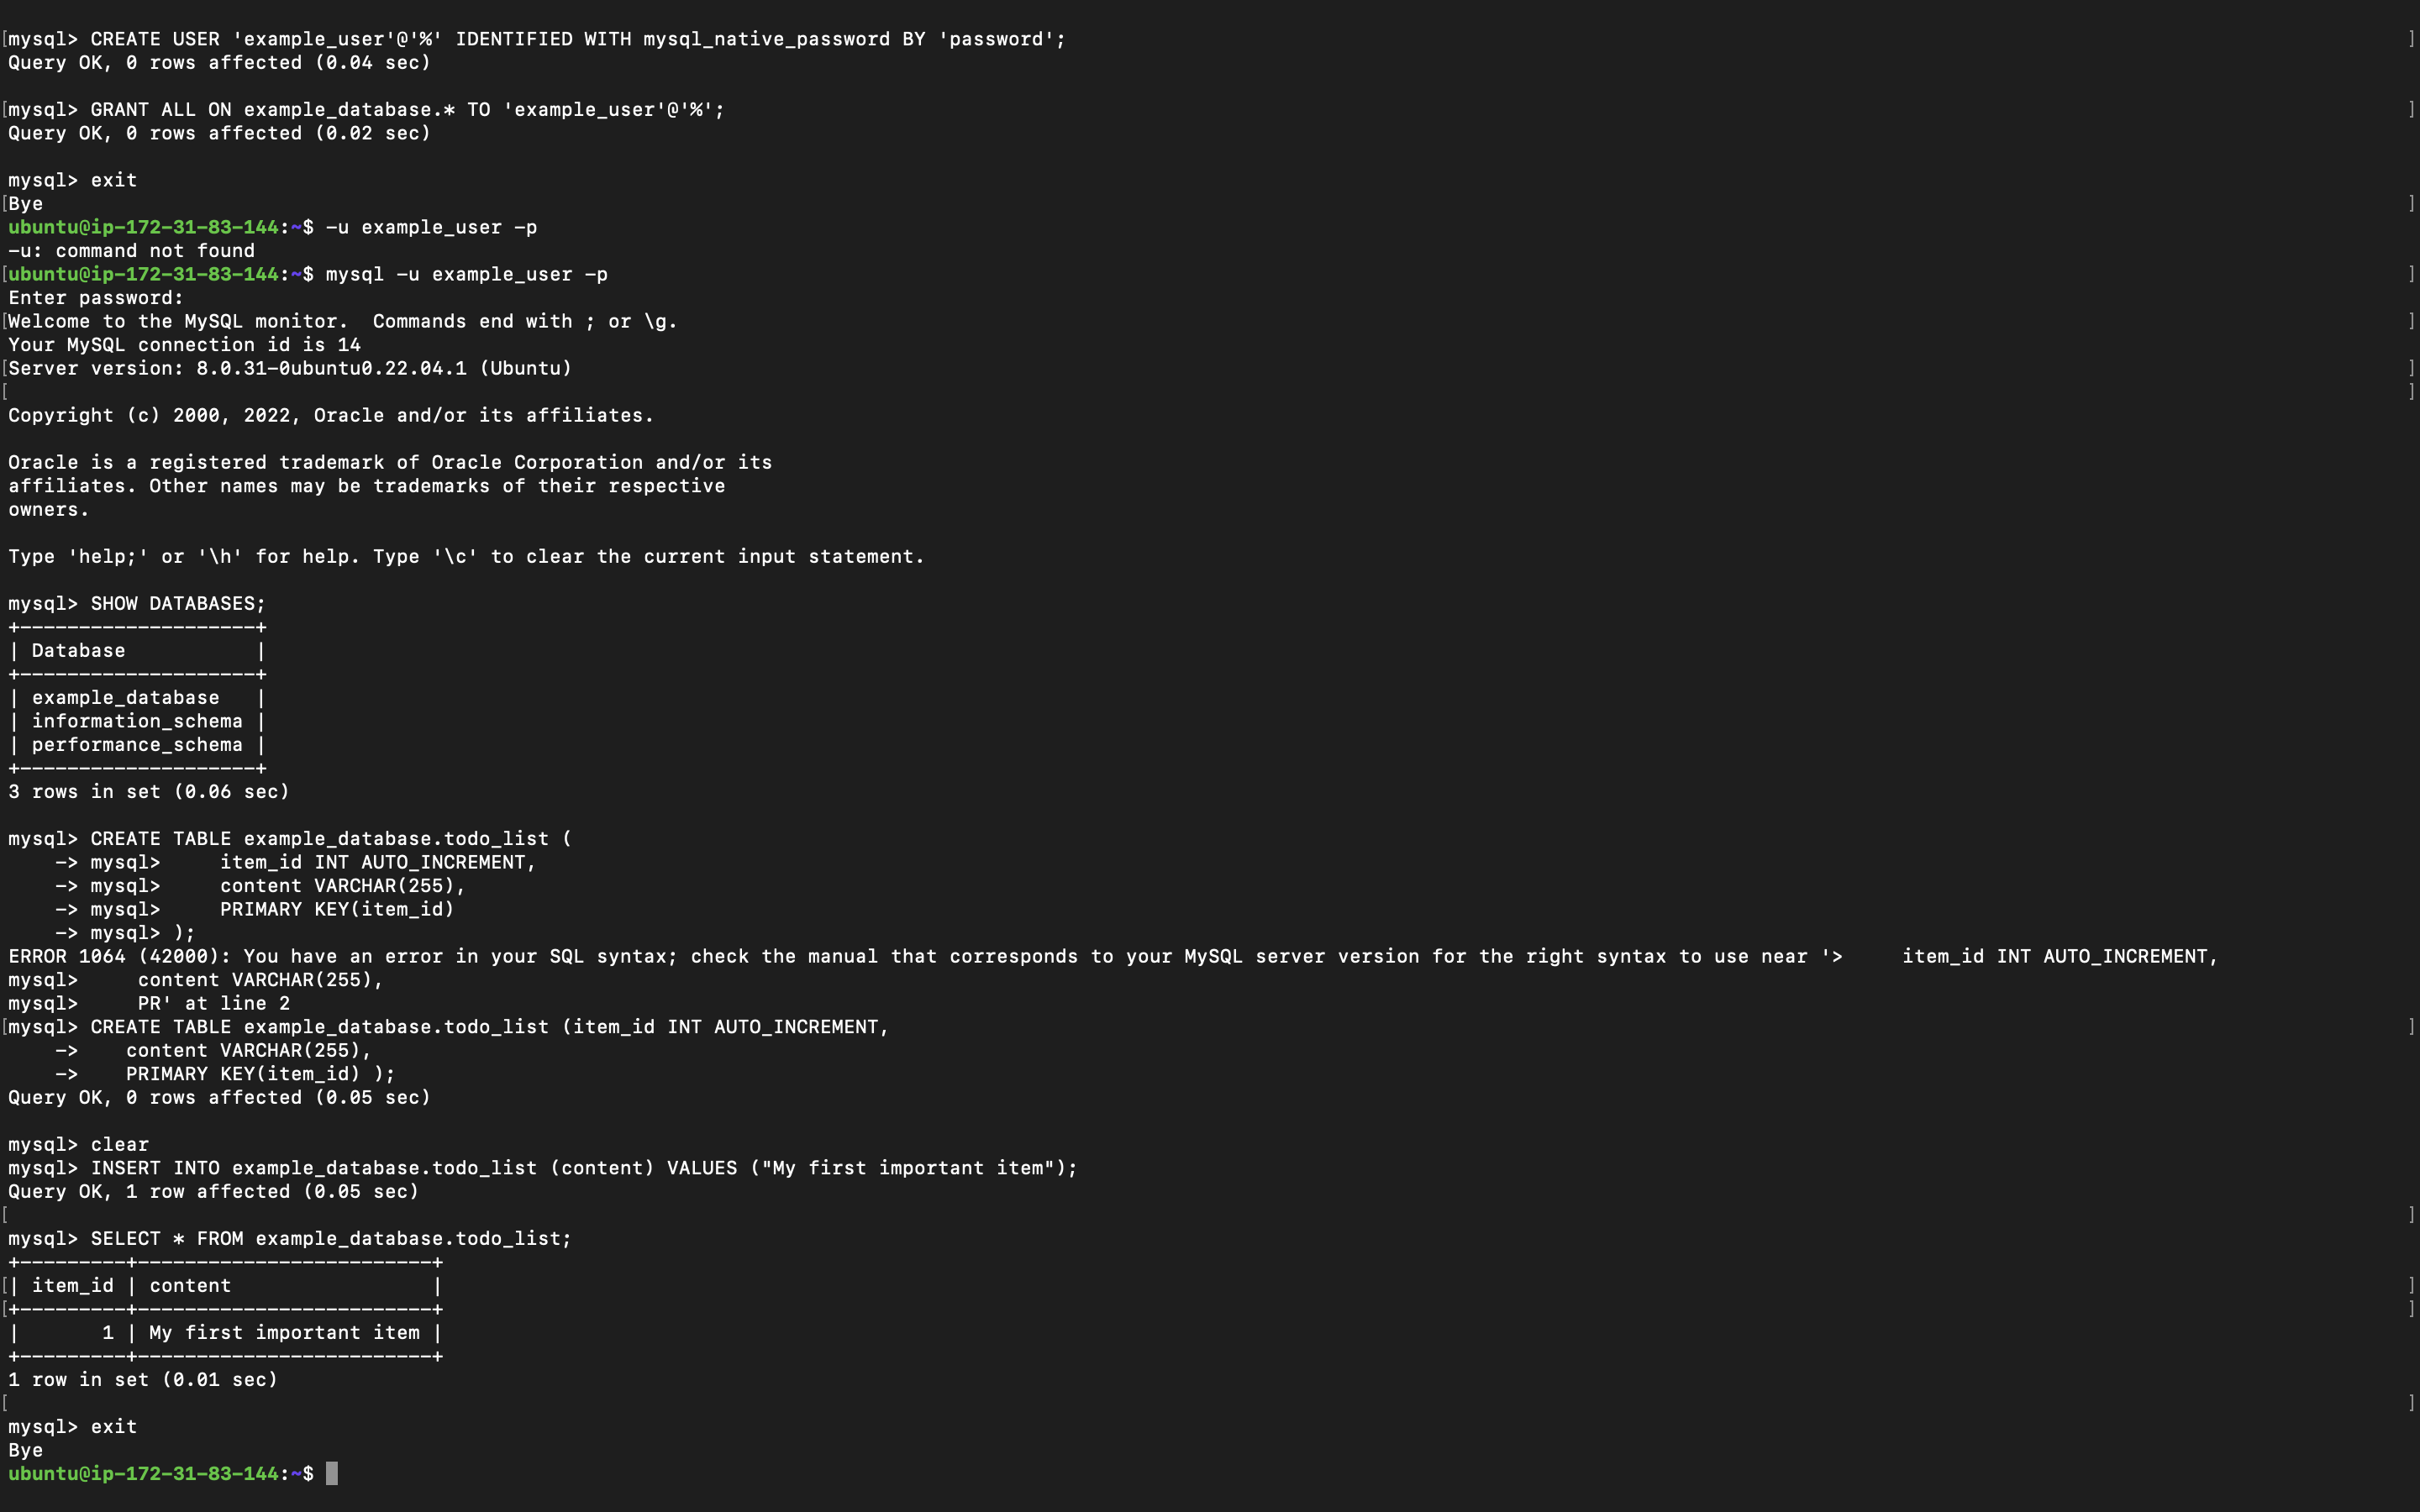 [mysql> CREATE USER 'example_user'@'%' IDENTIFIED WITH mysql_native_password BY 'password'; ]
Query OK, 0 rows affected (0.04 sec)
[mysql> GRANT ALL ON example_database.* TO 'example_user'@'%'; ]
Query OK, 0 rows affected (0.02 sec)
mysql> exit
[Bye ]
ubuntu@ip-172-31-83-144:~$ -u example_user -p
-u: command not found
[ubuntu@ip-172-31-83-144:~$ mysql -u example_user -p ]
Enter password:
[Welcome to the MySQL monitor.  Commands end with ; or \g. ]
Your MySQL connection id is 14
[Server version: 8.0.31-0ubuntu0.22.04.1 (Ubuntu) ]
[ ]
Copyright (c) 2000, 2022, Oracle and/or its affiliates.
Oracle is a registered trademark of Oracle Corporation and/or its
affiliates. Other names may be trademarks of their respective
owners.
Type 'help;' or '\h' for help. Type '\c' to clear the current input statement.
mysql> SHOW DATABASES;
+--------------------+
| Database           |
+--------------------+
| example_database   |
| information_schema |
| performance_schema |
+--------------------+
3 rows in set (0.06 sec)
mysql> CREATE TABLE example_database.todo_list (
    -> mysql>     item_id INT AUTO_INCREMENT,
    -> mysql>     content VARCHAR(255),
    -> mysql>     PRIMARY KEY(item_id)
    -> mysql> );
ERROR 1064 (42000): You have an error in your SQL syntax; check the manual that corresponds to your MySQL server version for the right syntax to use near '>     item_id INT AUTO_INCREMENT,
mysql>     content VARCHAR(255),
mysql>     PR' at line 2
[mysql> CREATE TABLE example_database.todo_list (item_id INT AUTO_INCREMENT, ]
    ->    content VARCHAR(255),
    ->    PRIMARY KEY(item_id) );
Query OK, 0 rows affected (0.05 sec)
mysql> clear
mysql> INSERT INTO example_database.todo_list (content) VALUES ("My first important item");
Query OK, 1 row affected (0.05 sec)
[ ]
mysql> SELECT * FROM example_database.todo_list;
+---------+-------------------------+
[| item_id | content                 | ]
[+---------+-------------------------+ ]
|       1 | My first important item |
+---------+-------------------------+
1 row in set (0.01 sec)
[ ]
mysql> exit
Bye
ubuntu@ip-172-31-83-144:~$